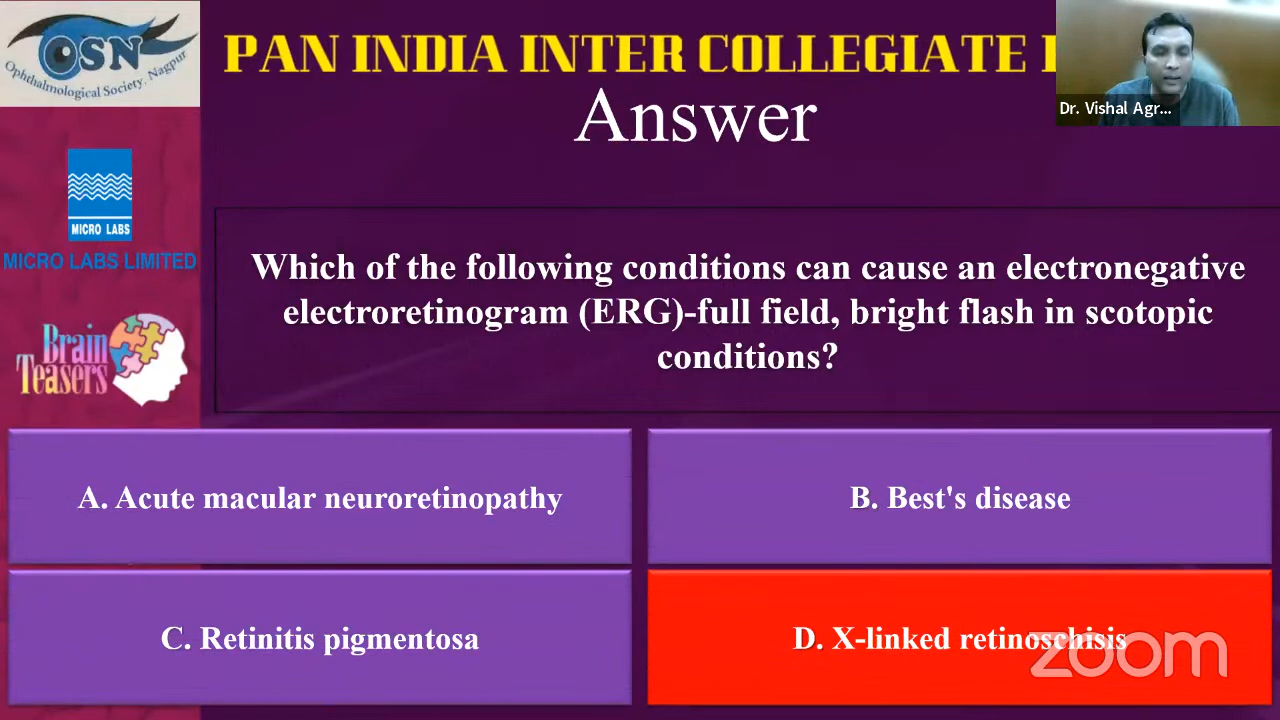 OSN
Ophthalmological Society, Nagpur
PAN INDIA INTER COLLEGIATE
Answer
Dr. Vishal Agr...
MICRO LABS
MICRO LABS LIMITED
Brain
Teasers
Which of the following conditions can cause an electronegative
electroretinogram (ERG)-full field, bright flash in scotopic
conditions?
A. Acute macular neuroretinopathy
B. Best's disease
C. Retinitis pigmentosa
D. X-linked retinoschisis
zoom